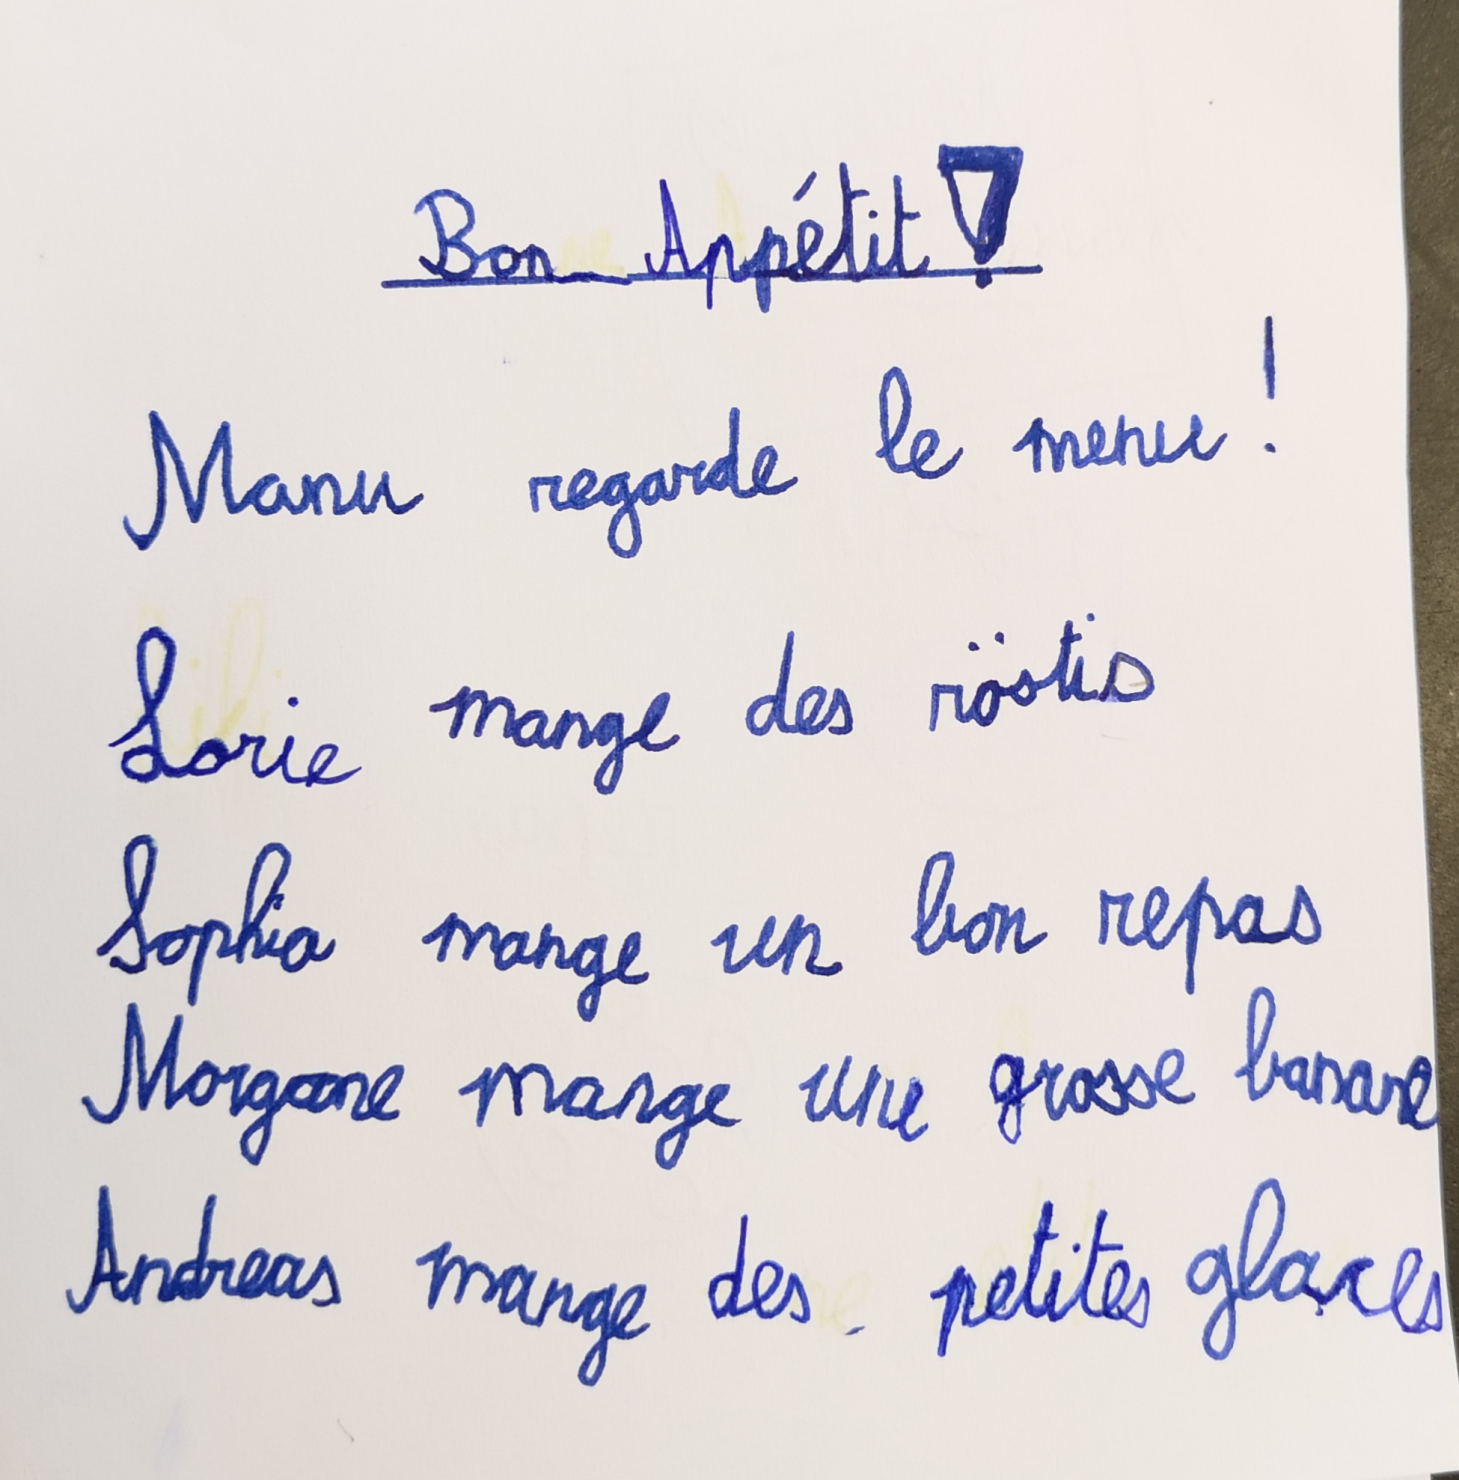 Bon Appétit !
Manu regarde le menu !
Lorie mange des röstis
Sophia mange un bon repas
Morgane mange une grosse banane
Andreas mange des petites glaces